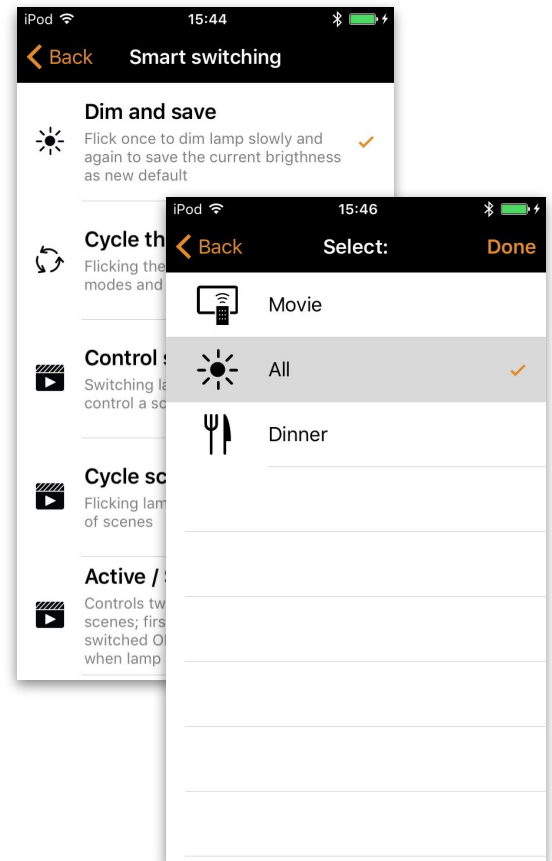 iPod 15:44
Back Smart switching
Dim and save
Flick once to dim lamp slowly and
again to save the current brigthness
as new default
Cycle th
Flicking the
modes and
Control
Switching la
control a sc
Cycle sc
Flicking lam
of scenes
Active /
Controls tw
scenes; firs
switched O
when lamp
iPod 15:46
Back Select: Done
Movie
All
Dinner